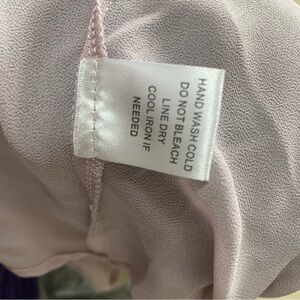 HAND WASH COLD
DO NOT BLEACH
LINE DRY
COOL IRON IF
NEEDED